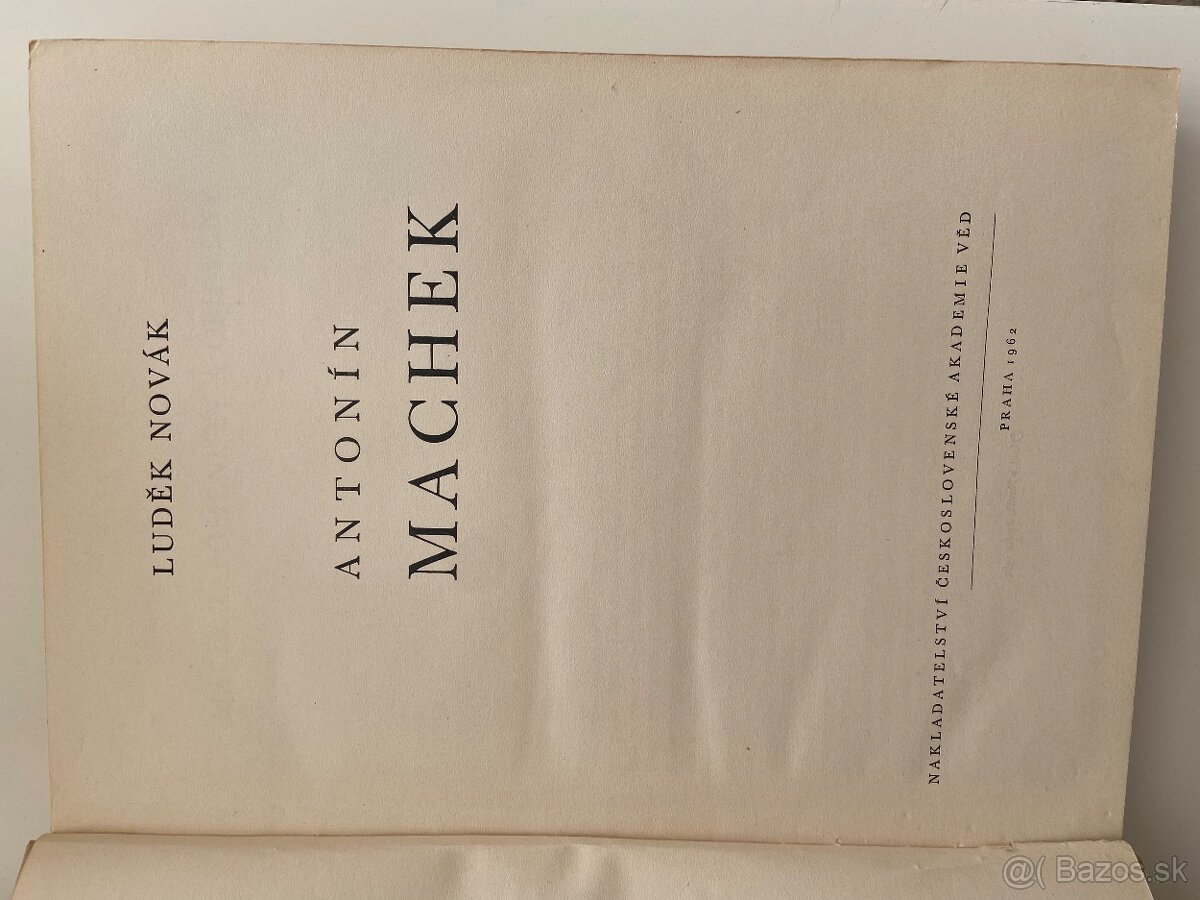 LUDĚK NOVÁK
ANTONÍN
MACHEK
NAKLADATELSTVÍ ČESKOSLOVENSKÉ AKADEMIE VĚD
PRAHA 1962
@( Bazos.sk